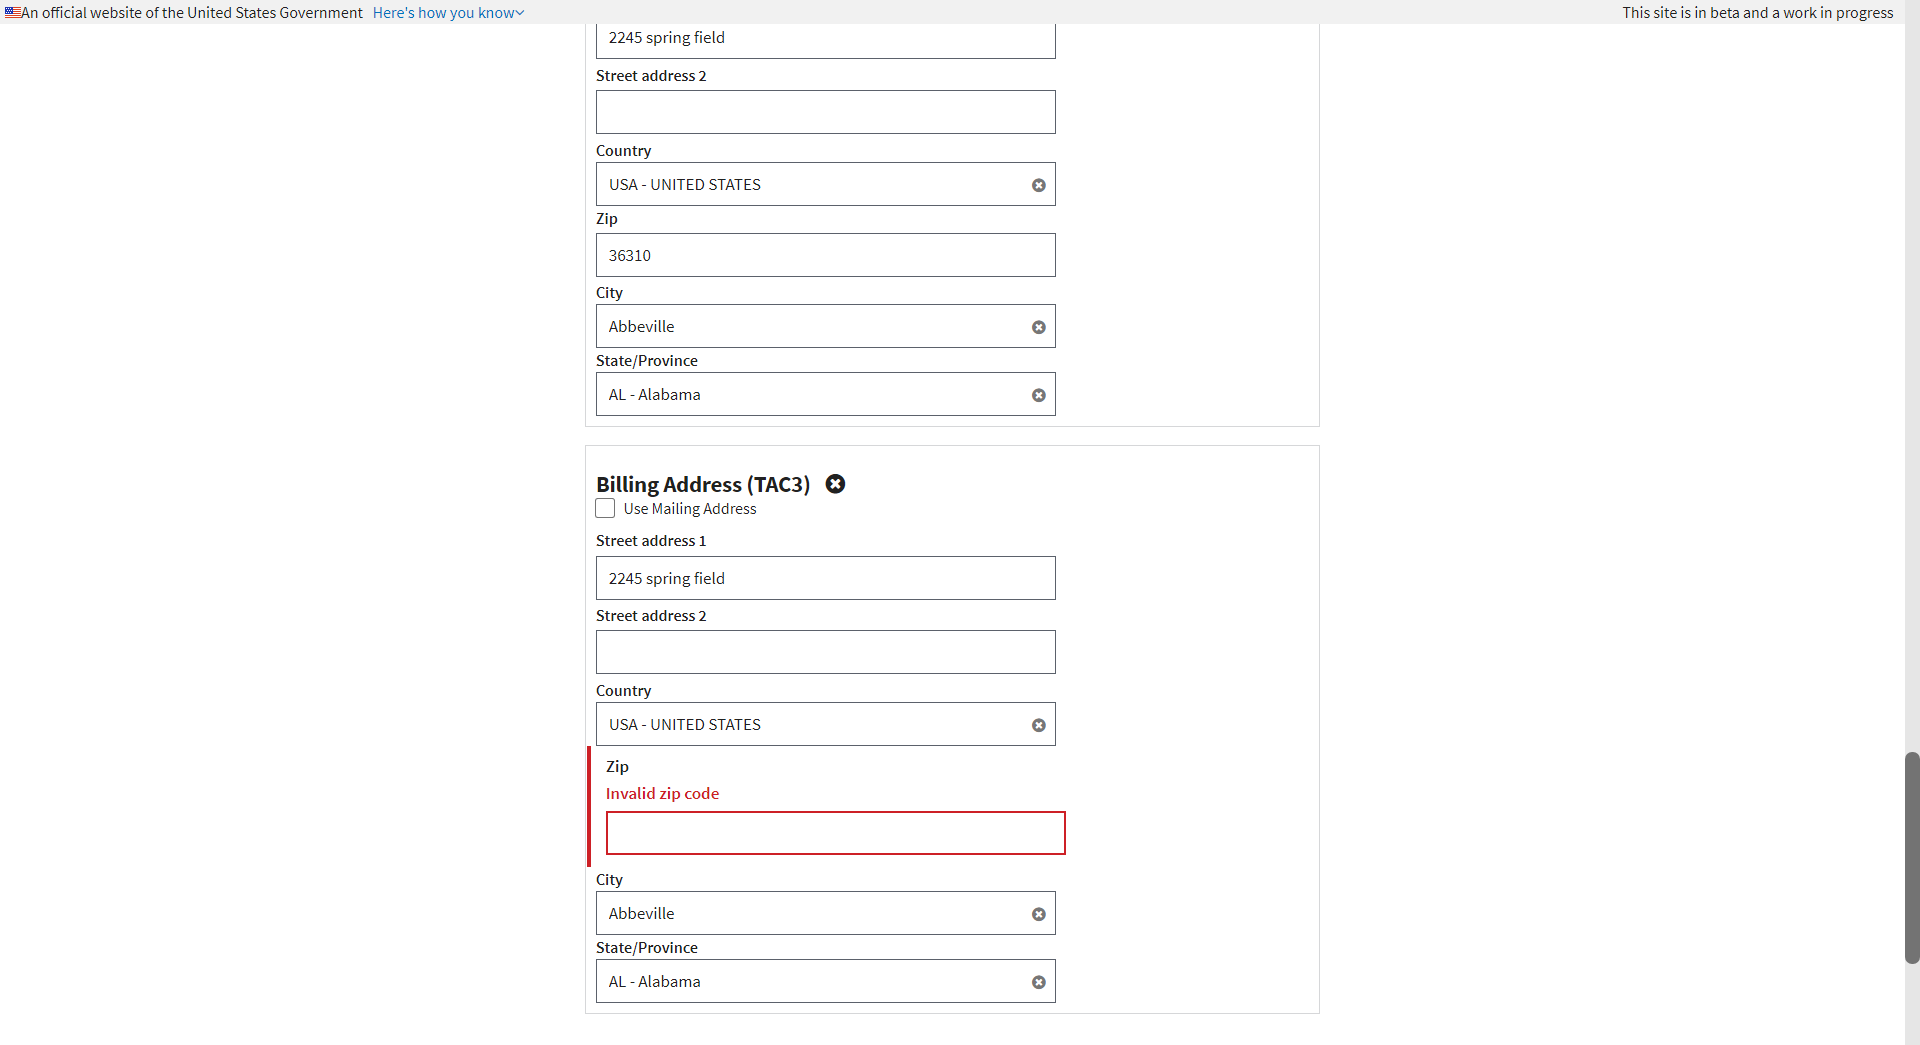 An official website of the United States Government Here's how you know
This site is in beta and a work in progress
2245 spring field
Street address 2
Country
USA - UNITED STATES
Zip
36310
City
Abbeville
State/Province
AL - Alabama
Billing Address (TAC3)
Use Mailing Address
Street address 1
2245 spring field
Street address 2
Country
USA - UNITED STATES
Zip
Invalid zip code
City
Abbeville
State/Province
AL - Alabama